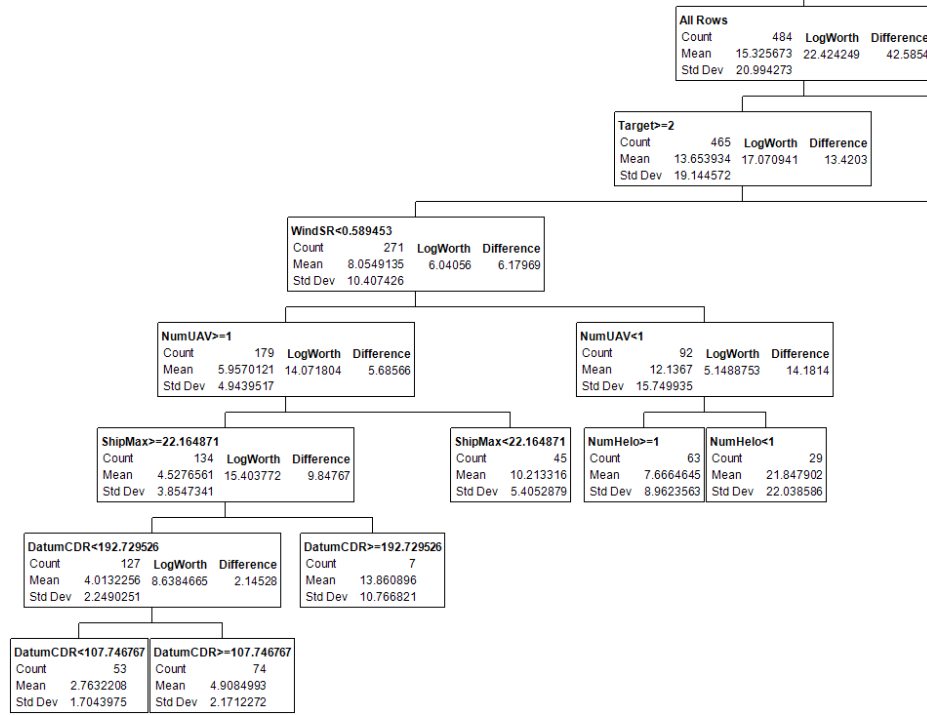 All Rows
Count 484 LogWorth Difference
Mean 15.325673 22.424249 42.5854
Std Dev 20.994273
Target>=2
Count 465 LogWorth Difference
Mean 13.653934 17.070941 13.4203
Std Dev 19.144572
WindSR<0.589453
Count 271 LogWorth Difference
Mean 8.0549135 6.04056 6.17969
Std Dev 10.407426
NumUAV>=1
Count 179 LogWorth Difference
Mean 5.9570121 14.071804 5.68566
Std Dev 4.9439517
NumUAV<1
Count 92 LogWorth Difference
Mean 12.1367 5.1488753 14.1814
Std Dev 15.749935
ShipMax>=22.164871
Count 134 LogWorth Difference
Mean 4.5276561 15.403772 9.84767
Std Dev 3.8547341
ShipMax<22.164871
Count 45
Mean 10.213316
Std Dev 5.4052879
NumHelo>=1
Count 63
Mean 7.6664645
Std Dev 8.9623563
NumHelo<1
Count 29
Mean 21.847902
Std Dev 22.038586
DatumCDR<192.729526
Count 127 LogWorth Difference
Mean 4.0132256 8.6384665 2.14528
Std Dev 2.2490251
DatumCDR>=192.729526
Count 7
Mean 13.860896
Std Dev 10.766821
DatumCDR<107.746767
Count 53
Mean 2.7632208
Std Dev 1.7043975
DatumCDR>=107.746767
Count 74
Mean 4.9084993
Std Dev 2.1712272